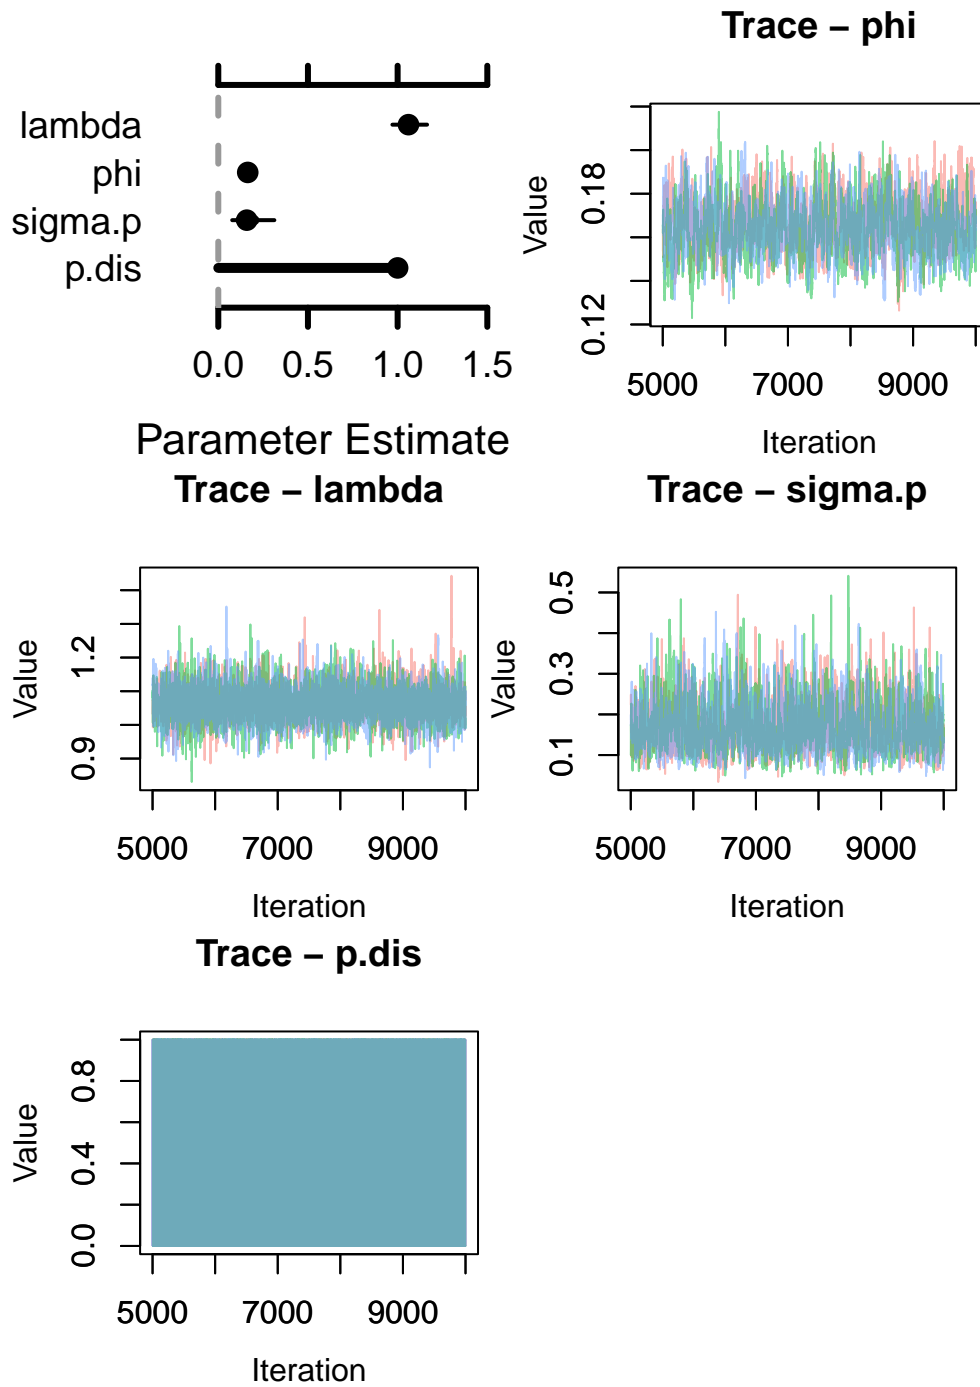 lambda
phi
sigma.p
p.dis
0.0 0.5 1.0 1.5
Parameter Estimate
Trace – phi
Value
0.12 0.18
5000 7000 9000
Iteration
Trace – lambda
Value
0.9 1.2
5000 7000 9000
Iteration
Trace – sigma.p
Value
0.1 0.3 0.5
5000 7000 9000
Iteration
Trace – p.dis
Value
0.0 0.4 0.8
5000 7000 9000
Iteration